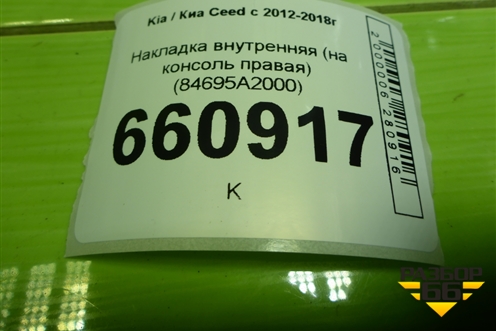 Kia / Киа Ceed с 2012-2018г
Накладка внутренняя (на
консоль правая)
(84695A2000)
660917
К
2000006280916
РАЗБОР
66